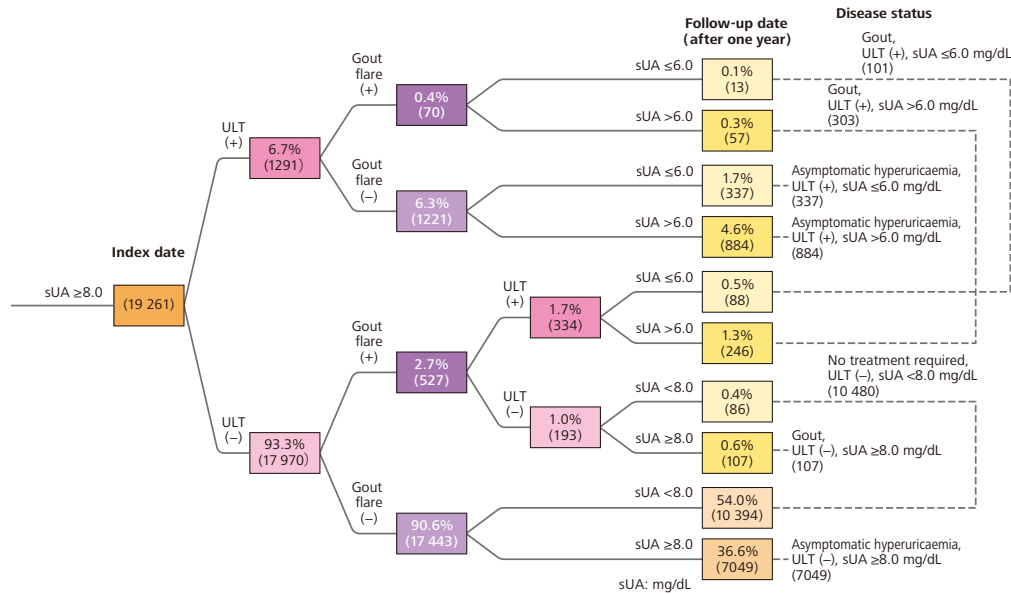 Disease status
Follow-up date
(after one year)
Gout,
ULT (+), sUA ≤6.0 mg/dL
(101)
sUA ≤6.0
0.1%
(13)
Gout
flare
(+)
0.4%
(70)
Gout,
ULT (+), sUA >6.0 mg/dL
(303)
sUA >6.0
0.3%
(57)
ULT
(+)
6.7%
(1291)
Gout
flare
(–)
6.3%
(1221)
sUA ≤6.0
1.7%
(337)
Asymptomatic hyperuricaemia,
ULT (+), sUA ≤6.0 mg/dL
(337)
sUA >6.0
4.6%
(884)
Asymptomatic hyperuricaemia,
ULT (+), sUA >6.0 mg/dL
(884)
Index date
sUA ≥8.0
(19 261)
ULT
(+)
1.7%
(334)
sUA ≤6.0
0.5%
(88)
sUA >6.0
1.3%
(246)
Gout
flare
(+)
2.7%
(527)
No treatment required,
ULT (–), sUA <8.0 mg/dL
(10 480)
ULT
(–)
1.0%
(193)
sUA <8.0
0.4%
(86)
sUA ≥8.0
0.6%
(107)
Gout,
ULT (–), sUA ≥8.0 mg/dL
(107)
ULT
(–)
93.3%
(17 970)
Gout
flare
(–)
90.6%
(17 443)
sUA <8.0
54.0%
(10 394)
sUA ≥8.0
36.6%
(7049)
Asymptomatic hyperuricaemia,
ULT (–), sUA ≥8.0 mg/dL
(7049)
sUA: mg/dL